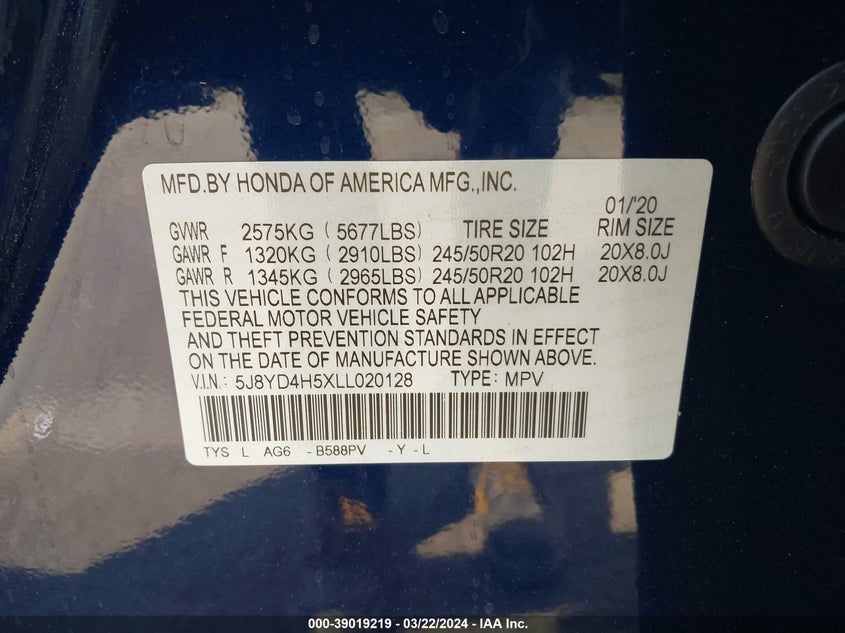 MFD.BY HONDA OF AMERICA MFG.,INC.
01/'20
GVWR 2575KG (5677LBS) TIRE SIZE RIM SIZE
GAWR F 1320KG (2910LBS) 245/50R20 102H 20X8.0J
GAWR R 1345KG (2965LBS) 245/50R20 102H 20X8.0J
THIS VEHICLE CONFORMS TO ALL APPLICABLE
FEDERAL MOTOR VEHICLE SAFETY
AND THEFT PREVENTION STANDARDS IN EFFECT
ON THE DATE OF MANUFACTURE SHOWN ABOVE.
V.I.N.: 5J8YD4H5XLL020128 TYPE: MPV
TYS L AG6 -B588PV -Y-L
000-39019219 - 03/22/2024 - IAA Inc.